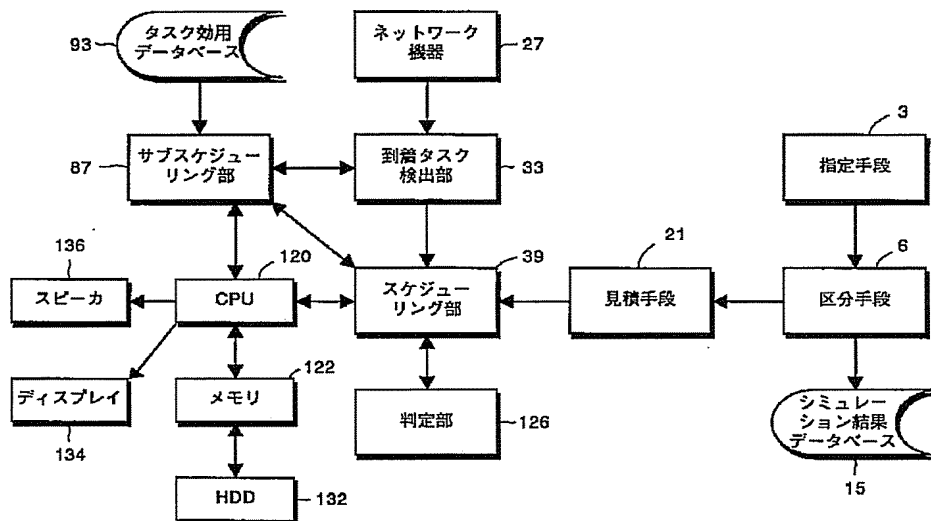 93
タスク効用
データベース
ネットワーク
機器
27
3
87
サブスケジュー
リング部
到着タスク
検出部
33
指定手段
136
120
39
21
6
スピーカ
CPU
スケジュー
リング部
見積手段
区分手段
122
ディスプレイ
134
メモリ
判定部
126
シミュレー
ション結果
データベース
15
HDD
132